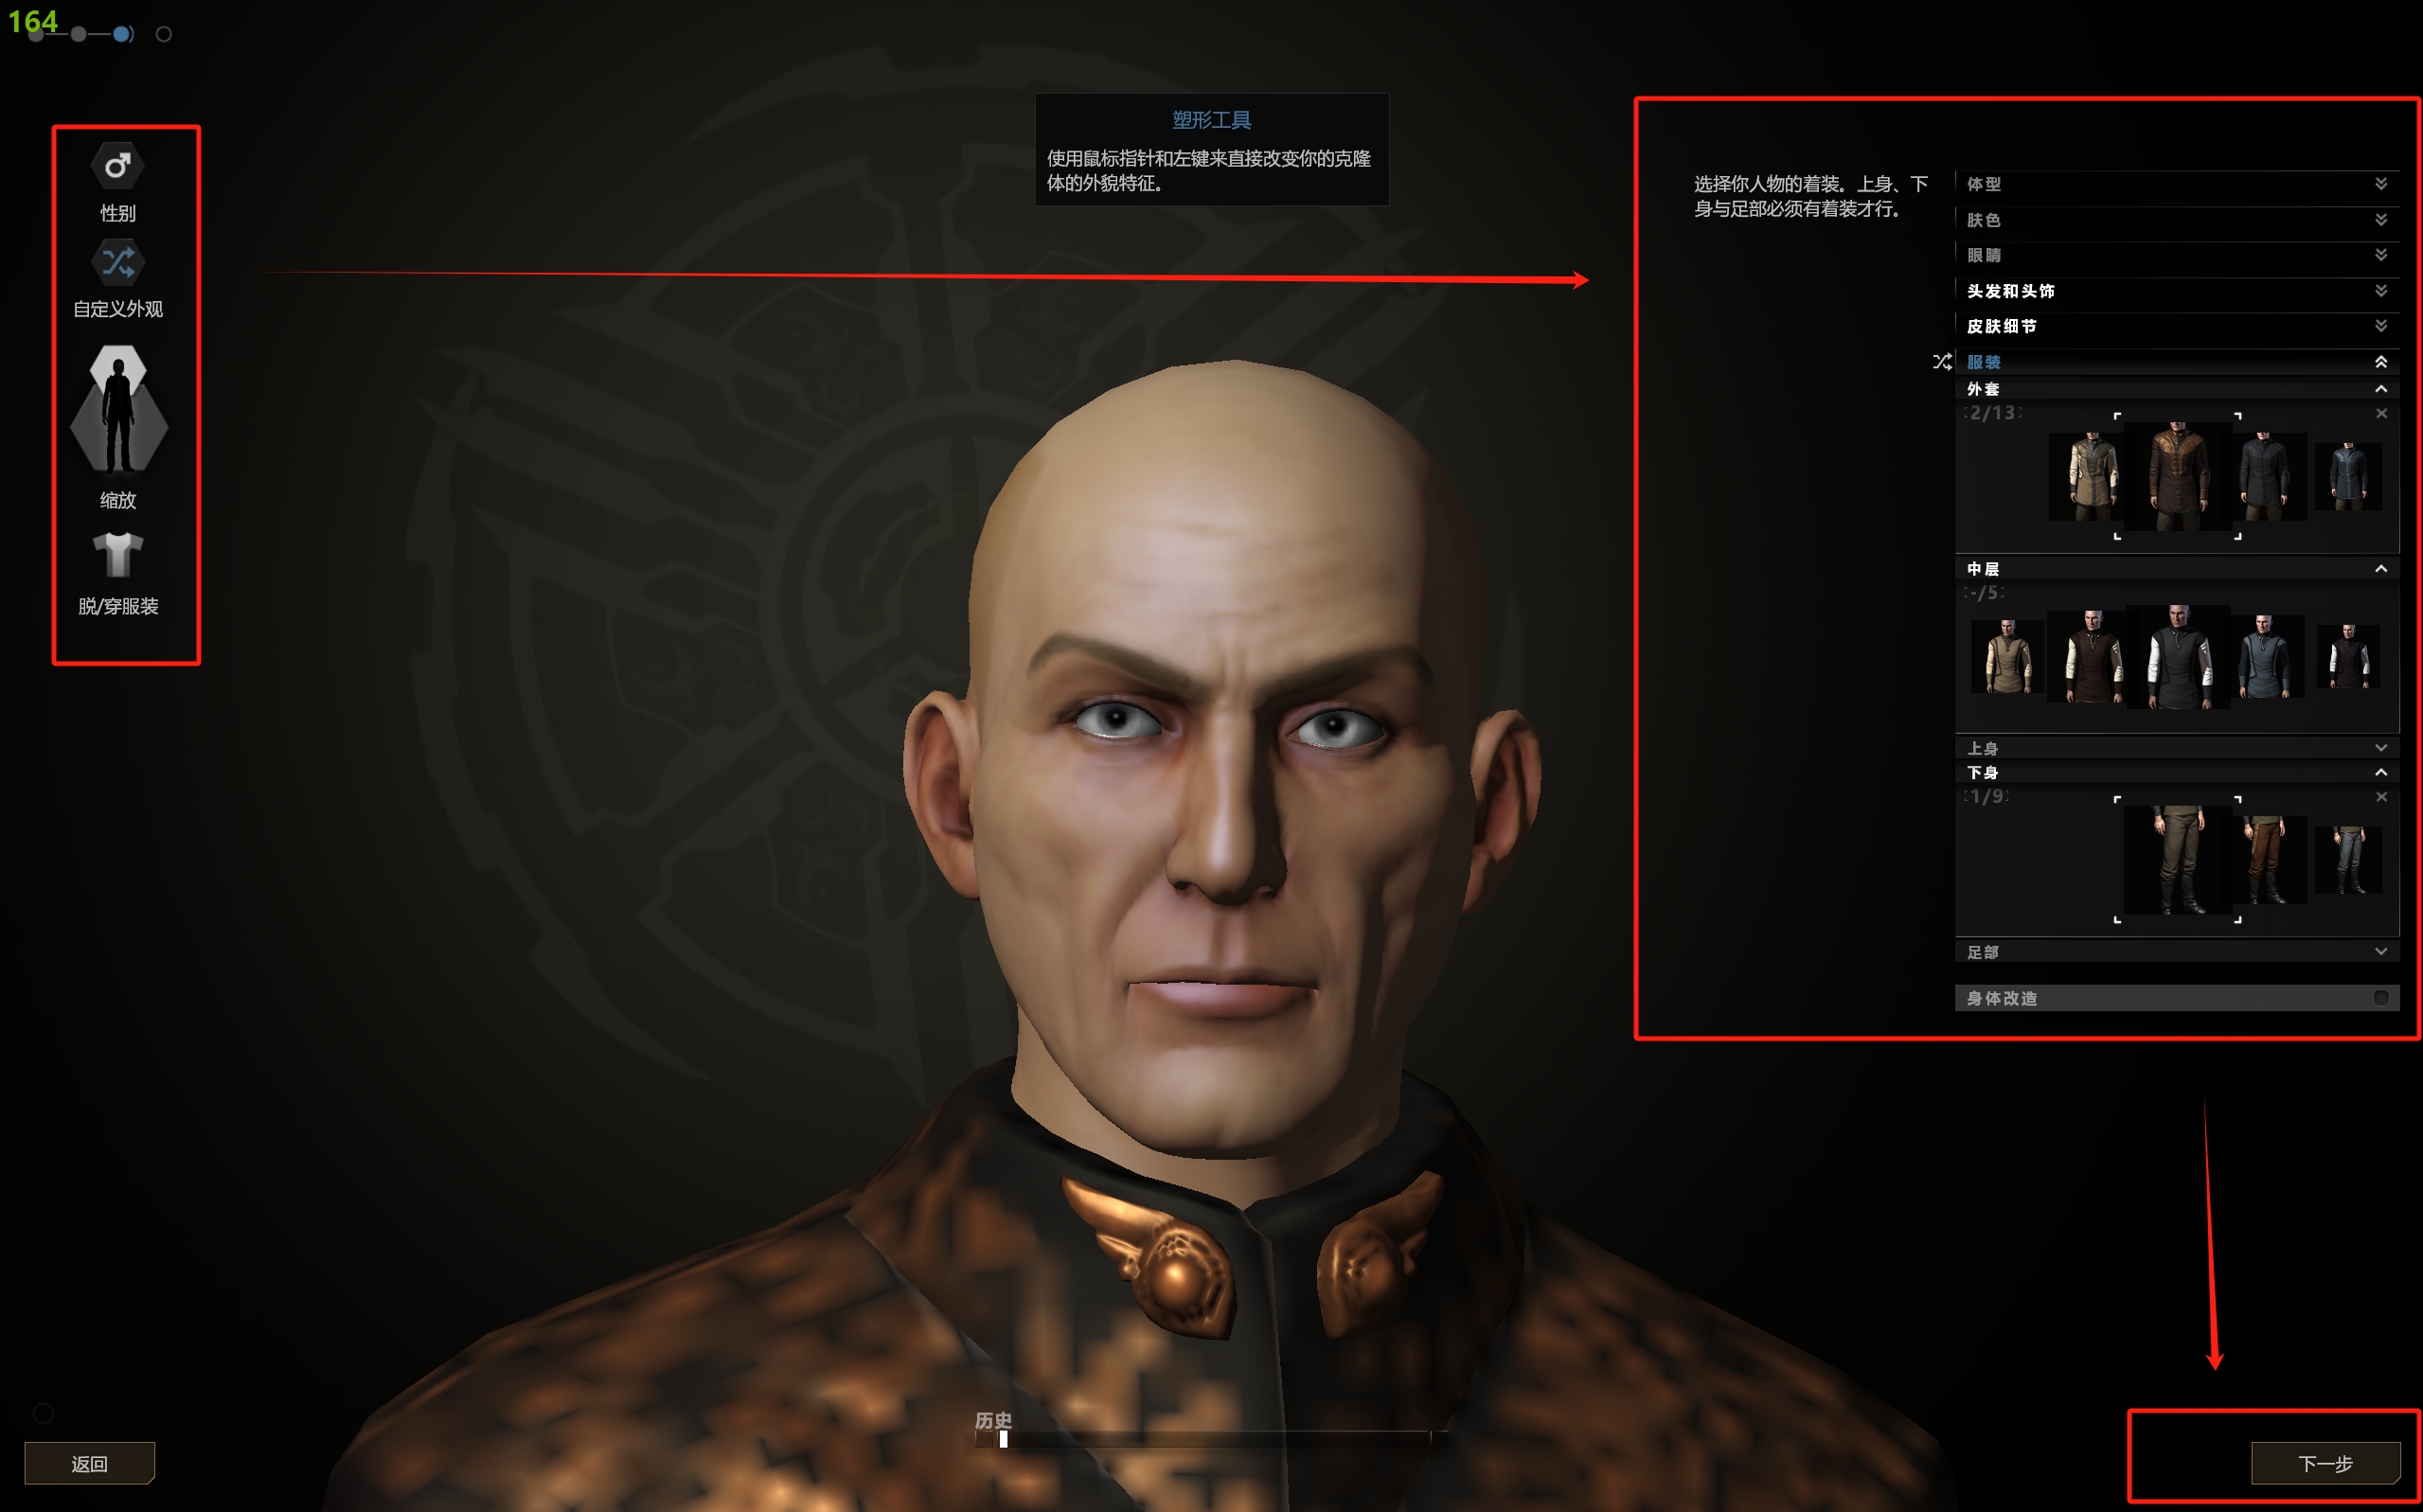 164
性别
自定义外观
缩放
脱/穿服装
塑形工具
使用鼠标指针和左键来直接改变你的克隆
体的外貌特征。
选择你人物的着装。上身、下
身与足部必须有着装才行。
体型
肤色
眼睛
头发和头饰
皮肤细节
服装
外套
2/13
中层
-/5
上身
下身
1/9
足部
身体改造
历史
返回
下一步